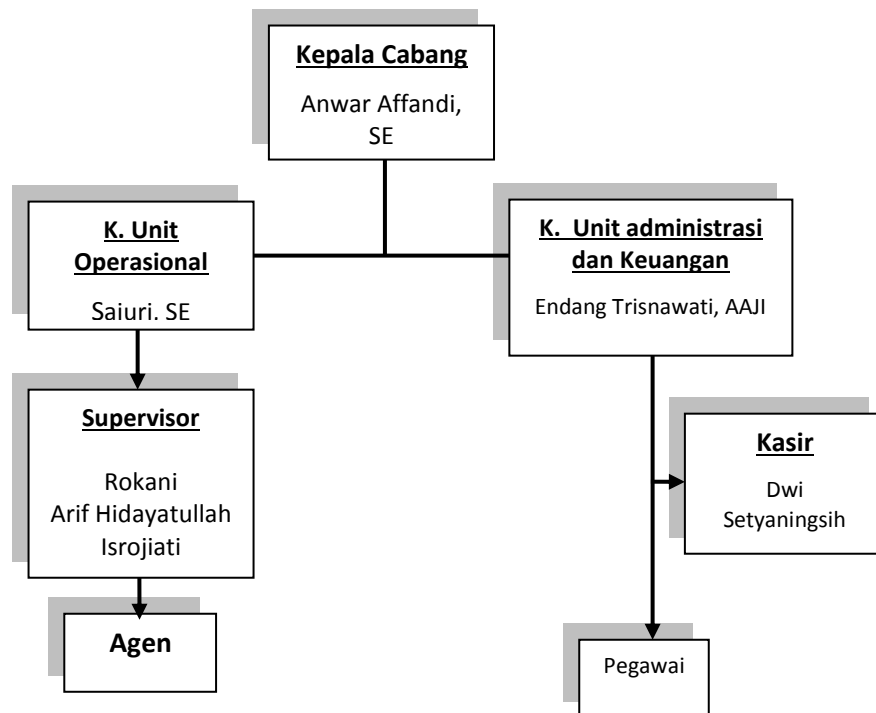 Kepala Cabang
Anwar Affandi,
SE
K. Unit
Operasional
Saiuri. SE
K. Unit administrasi
dan Keuangan
Endang Trisnawati, AAJI
Supervisor
Rokani
Arif Hidayatullah
Isrojiati
Kasir
Dwi
Setyaningsih
Agen
Pegawai